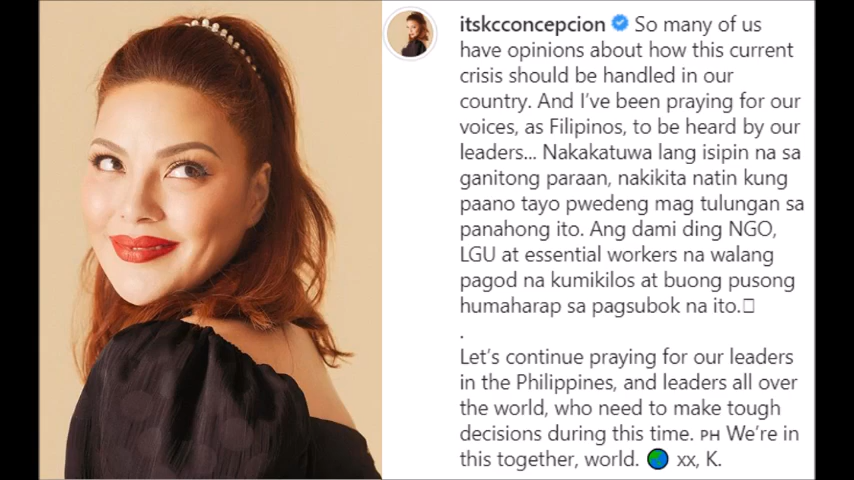 itskcconcepcion So many of us
have opinions about how this current
crisis should be handled in our
country. And I've been praying for our
voices, as Filipinos, to be heard by our
leaders... Nakakatuwa lang isipin na sa
ganitong paraan, nakikita natin kung
paano tayo pwedeng mag tulungan sa
panahong ito. Ang dami ding NGO,
LGU at essential workers na walang
pagod na kumikilos at buong pusong
humaharap sa pagsubok na ito.
.
Let's continue praying for our leaders
in the Philippines, and leaders all over
the world, who need to make tough
decisions during this time. PH We're in
this together, world. 🌏 xx, K.